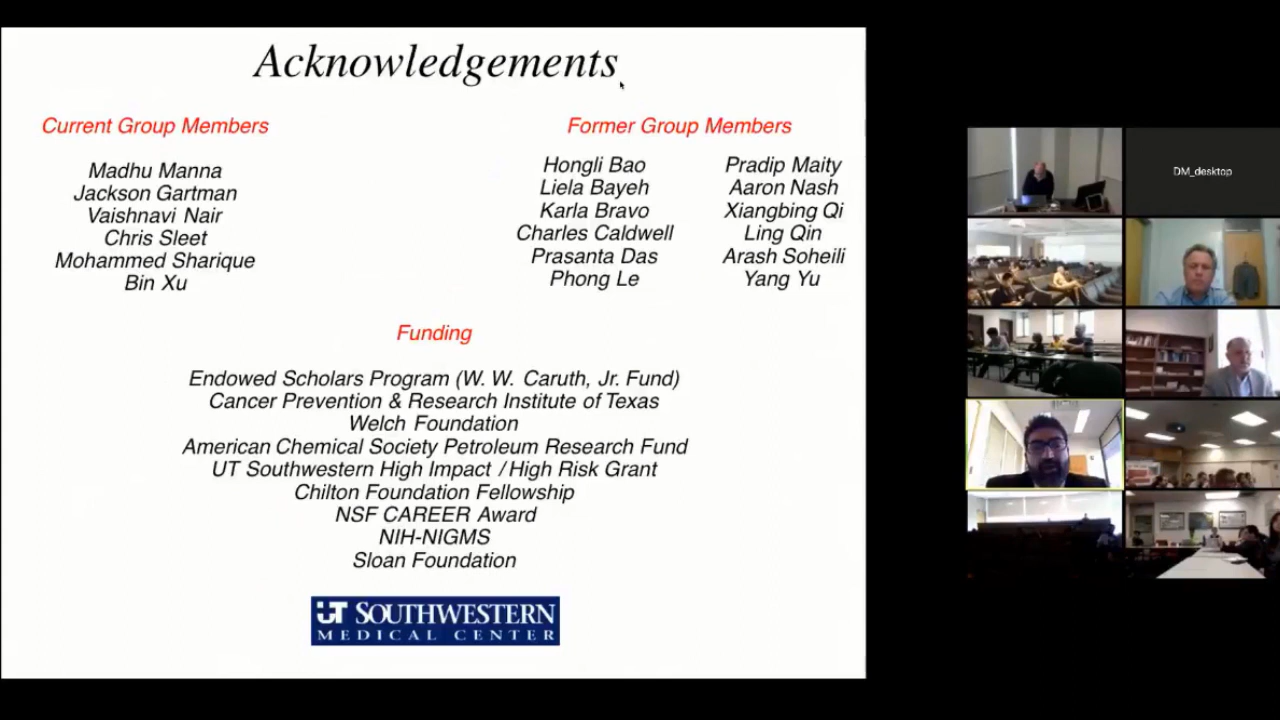 Acknowledgements
Current Group Members
Madhu Manna
Jackson Gartman
Vaishnavi Nair
Chris Sleet
Mohammed Sharique
Bin Xu
Former Group Members
Hongli Bao
Liela Bayeh
Karla Bravo
Charles Caldwell
Prasanta Das
Phong Le
Pradip Maity
Aaron Nash
Xiangbing Qi
Ling Qin
Arash Soheili
Yang Yu
Funding
Endowed Scholars Program (W. W. Caruth, Jr. Fund)
Cancer Prevention & Research Institute of Texas
Welch Foundation
American Chemical Society Petroleum Research Fund
UT Southwestern High Impact / High Risk Grant
Chilton Foundation Fellowship
NSF CAREER Award
NIH-NIGMS
Sloan Foundation
UT SOUTHWESTERN
MEDICAL CENTER
DM_desktop